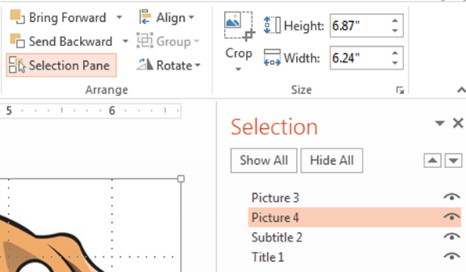 Bring Forward Align Height: 6.87"
Send Backward Group
Crop Width: 6.24"
Selection Pane Rotate
Arrange Size
5 6
Selection
Show All Hide All
Picture 3
Picture 4
Subtitle 2
Title 1